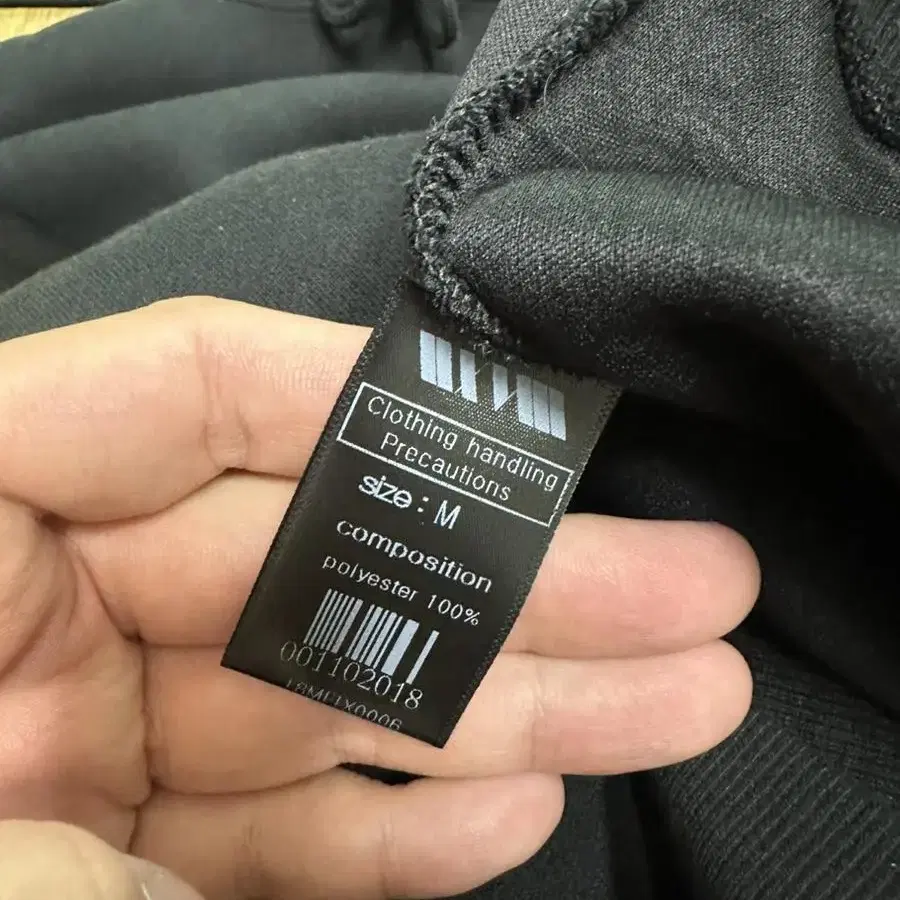 Clothing handling
Precautions
size : M
composition
polyester 100%
001102018